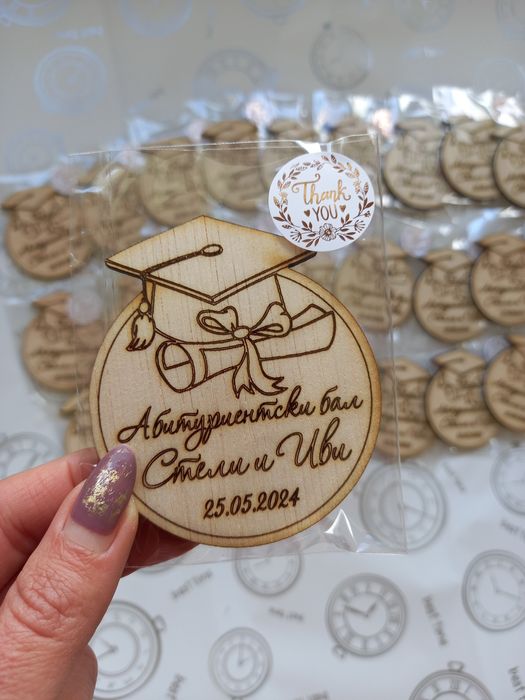 Thank
YOU
Абитуриентски бал
Стели и Иви
25.05.2024